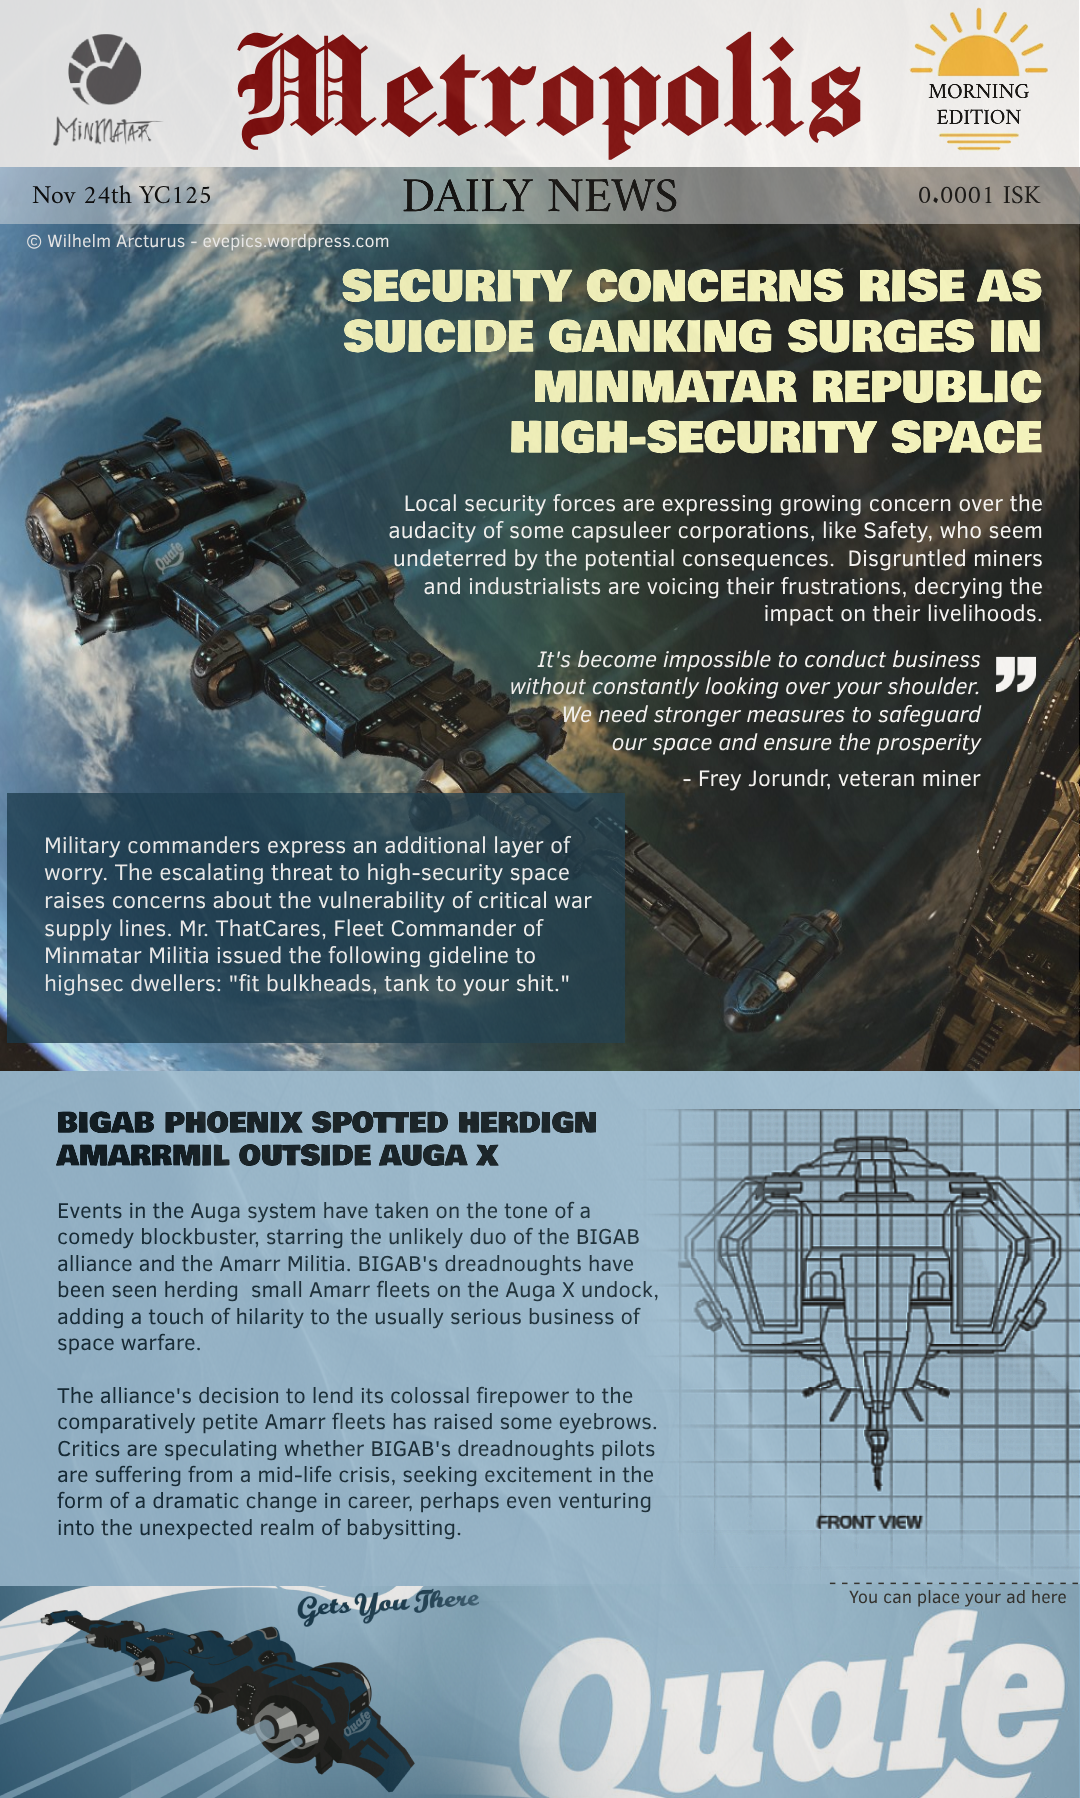 MINMATAR
Metropolis
MORNING
EDITION
Nov 24th YC125
DAILY NEWS
0.0001 ISK
© Wilhelm Arcturus - evepics.wordpress.com
SECURITY CONCERNS RISE AS
SUICIDE GANKING SURGES IN
MINMATAR REPUBLIC
HIGH-SECURITY SPACE
Local security forces are expressing growing concern over the
audacity of some capsuleer corporations, like Safety, who seem
undeterred by the potential consequences.  Disgruntled miners
and industrialists are voicing their frustrations, decrying the
impact on their livelihoods.
It's become impossible to conduct business ”
without constantly looking over your shoulder.
We need stronger measures to safeguard
our space and ensure the prosperity
- Frey Jorundr, veteran miner
Quafe
Military commanders express an additional layer of
worry. The escalating threat to high-security space
raises concerns about the vulnerability of critical war
supply lines. Mr. ThatCares, Fleet Commander of
Minmatar Militia issued the following gideline to
highsec dwellers: "fit bulkheads, tank to your shit."
BIGAB PHOENIX SPOTTED HERDIGN
AMARRMIL OUTSIDE AUGA X
Events in the Auga system have taken on the tone of a
comedy blockbuster, starring the unlikely duo of the BIGAB
alliance and the Amarr Militia. BIGAB's dreadnoughts have
been seen herding  small Amarr fleets on the Auga X undock,
adding a touch of hilarity to the usually serious business of
space warfare.
The alliance's decision to lend its colossal firepower to the
comparatively petite Amarr fleets has raised some eyebrows.
Critics are speculating whether BIGAB's dreadnoughts pilots
are suffering from a mid-life crisis, seeking excitement in the
form of a dramatic change in career, perhaps even venturing
into the unexpected realm of babysitting.
FRONT VIEW
You can place your ad here
Gets You There
Quafe
Quafe